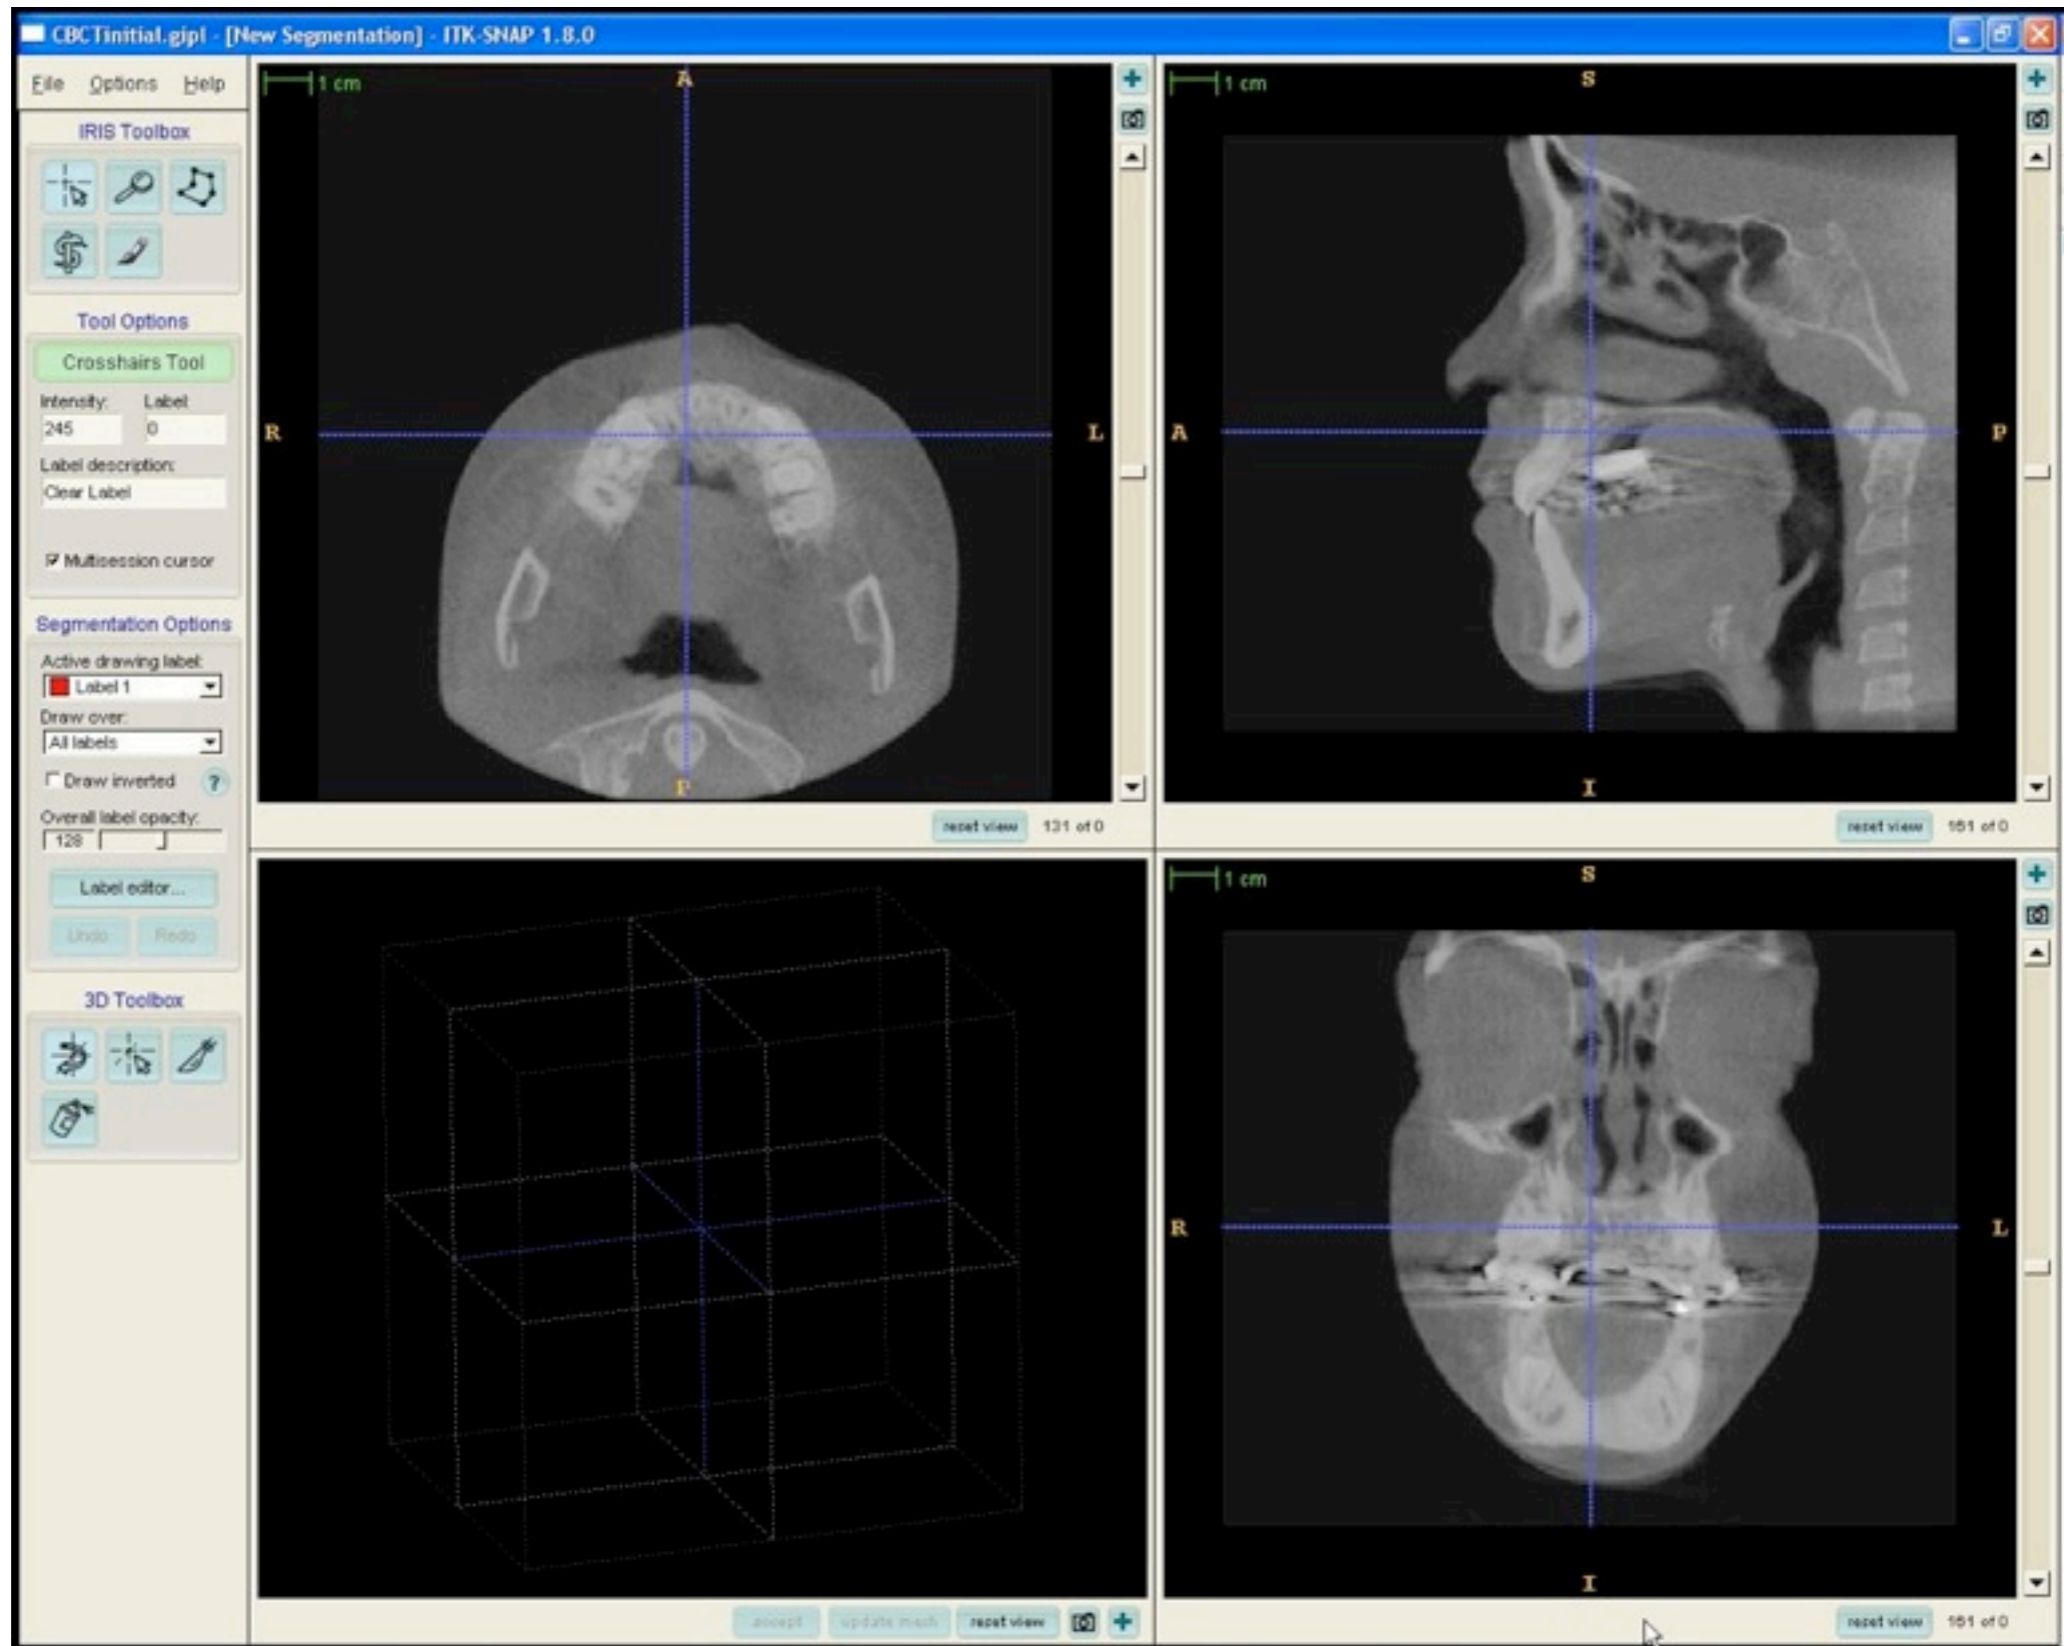 CBCTinitial.gipl - [New Segmentation] - ITK-SNAP 1.8.0
File Options Help
IRIS Toolbox
Tool Options
Crosshairs Tool
Intensity: Label:
245 0
Label description:
Clear Label
Multisession cursor
Segmentation Options
Active drawing label:
Label 1
Draw over:
All labels
Draw inverted ?
Overall label opacity:
128
Label editor...
Undo Redo
3D Toolbox
1 cm
A
R
L
P
reset view 131 of 0
1 cm
S
A
P
I
reset view 151 of 0
accept update mesh reset view
1 cm
S
R
L
I
reset view 151 of 0